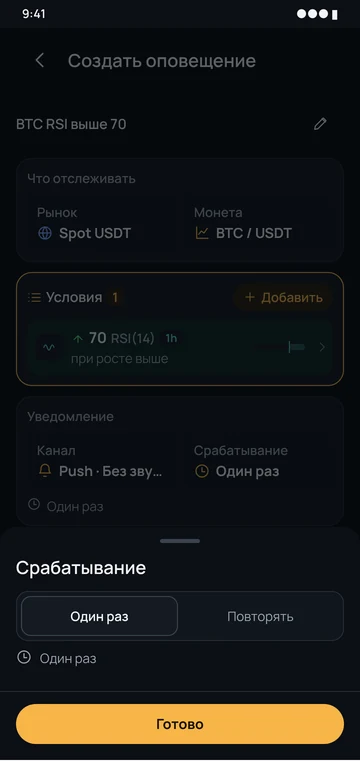 9:41
Создать оповещение
BTC RSI выше 70
Что отслеживать
Рынок
Монета
Spot USDT
BTC / USDT
Условия 1
+ Добавить
↑ 70 RSI(14) 1h
при росте выше
Уведомление
Канал
Срабатывание
Push · Без зву...
Один раз
Один раз
Срабатывание
Один раз
Повторять
Один раз
Готово